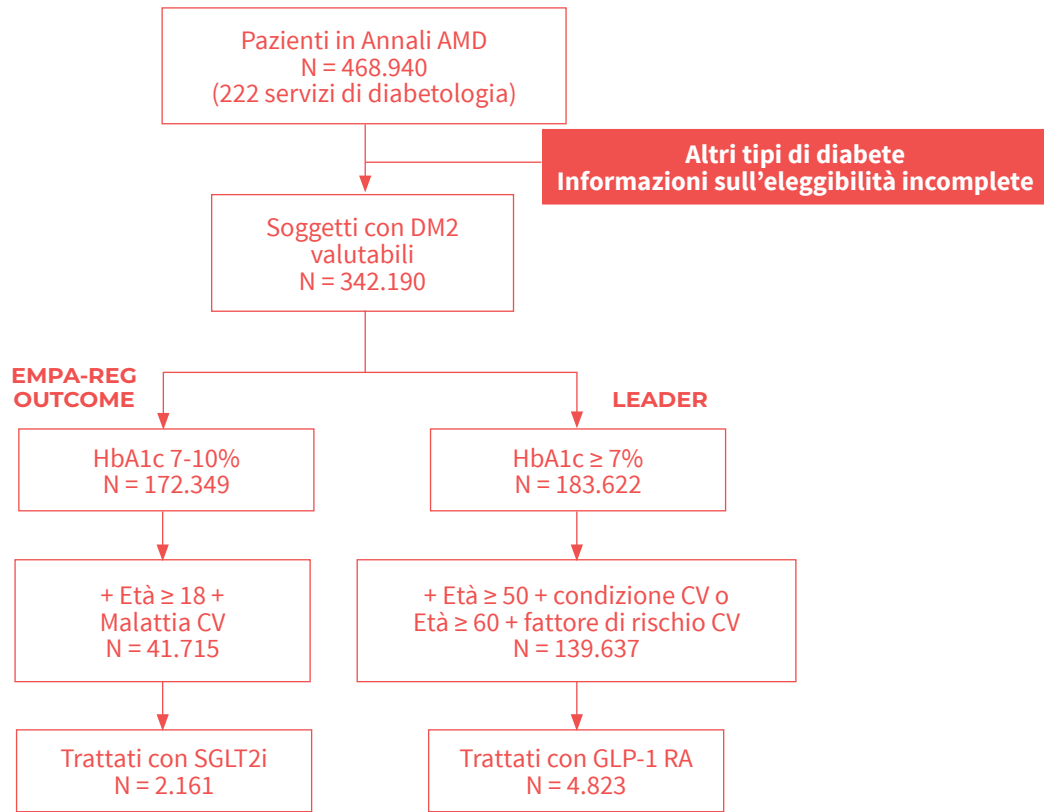 Pazienti in Annali AMD
N = 468.940
(222 servizi di diabetologia)
Altri tipi di diabete
Informazioni sull’eleggibilità incomplete
Soggetti con DM2
valutabili
N = 342.190
EMPA-REG
OUTCOME
LEADER
HbA1c 7-10%
N = 172.349
HbA1c ≥ 7%
N = 183.622
+ Età ≥ 18 +
Malattia CV
N = 41.715
+ Età ≥ 50 + condizione CV o
Età ≥ 60 + fattore di rischio CV
N = 139.637
Trattati con SGLT2i
N = 2.161
Trattati con GLP-1 RA
N = 4.823